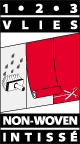 1 • 2 • 3
VLIES
NON-WOVEN
INTISSÉ